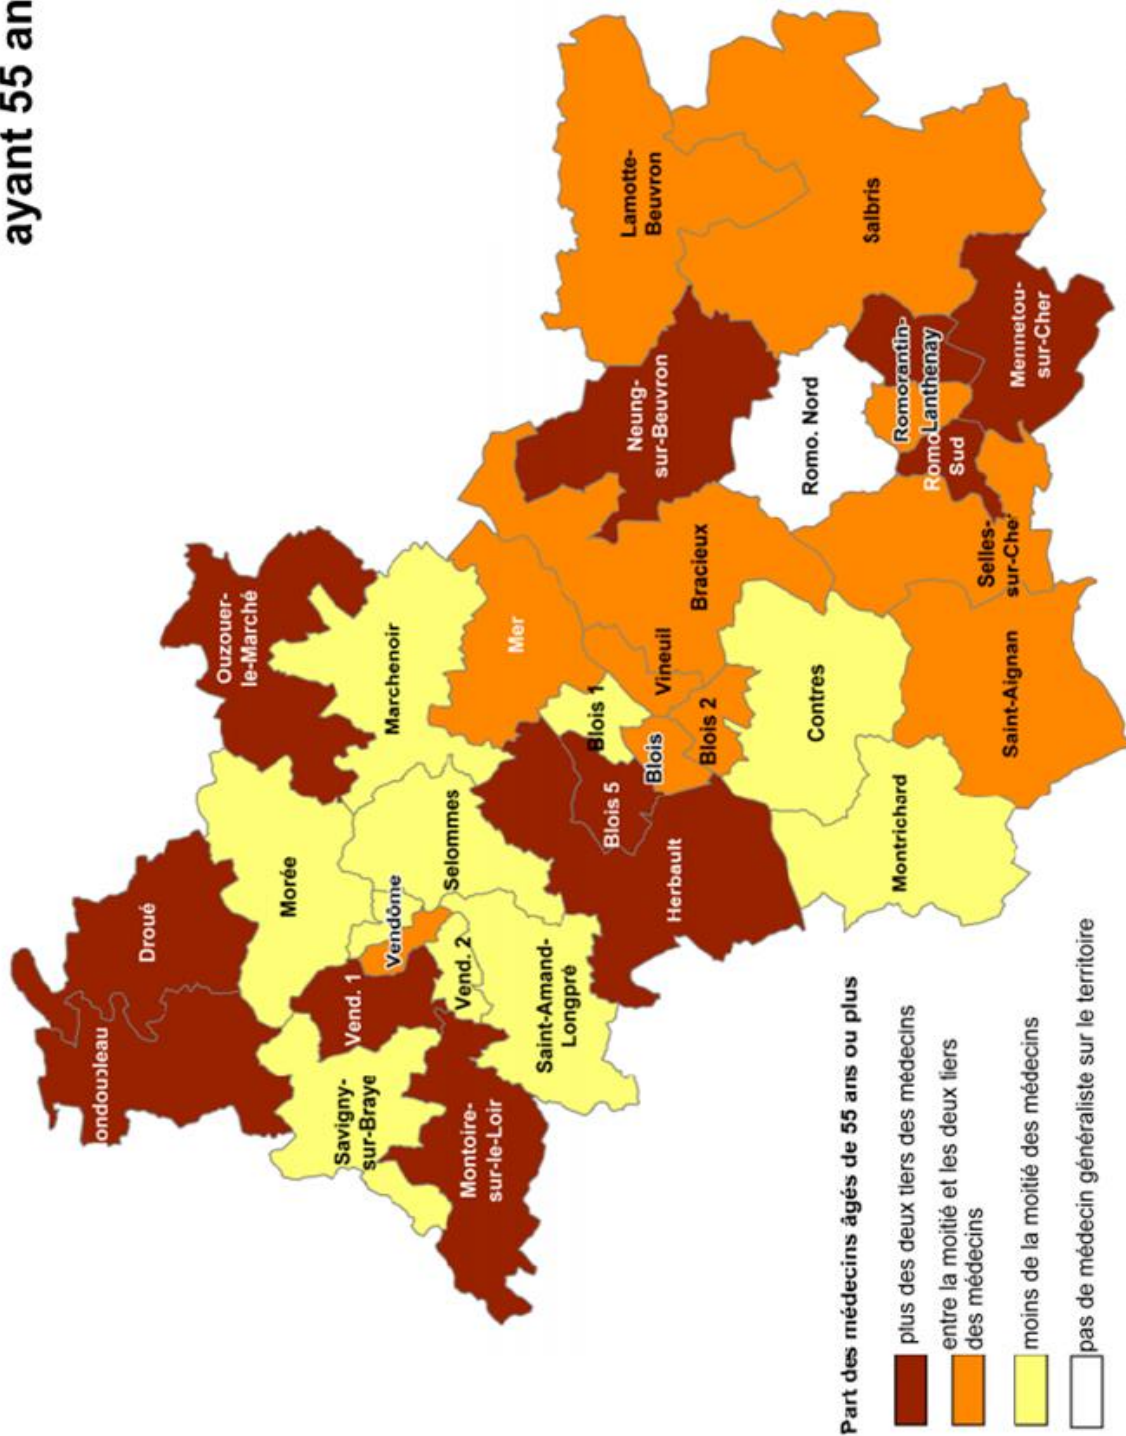 ayant 55 an
ondoubleau
Droué
Ouzouer-
le-Marché
Morée
Savigny-
sur-Braye
Vend. 1
Vendôme
Marchenoir
Selommes
Vend. 2
Montoire-
sur-le-Loir
Saint-Amand-
Longpré
Mer
Blois 1
Blois 5
Blois
Blois 2
Vineuil
Herbault
Bracieux
Neung-
sur-Beuvron
Lamotte-
Beuvron
Salbris
Romo. Nord
Contres
Montrichard
Romorantin-
Lanthenay
Romo
Sud
Selles-
sur-Cher
Saint-Aignan
Mennetou-
sur-Cher
Part des médecins âgés de 55 ans ou plus
plus des deux tiers des médecins
entre la moitié et les deux tiers
des médecins
moins de la moitié des médecins
pas de médecin généraliste sur le territoire